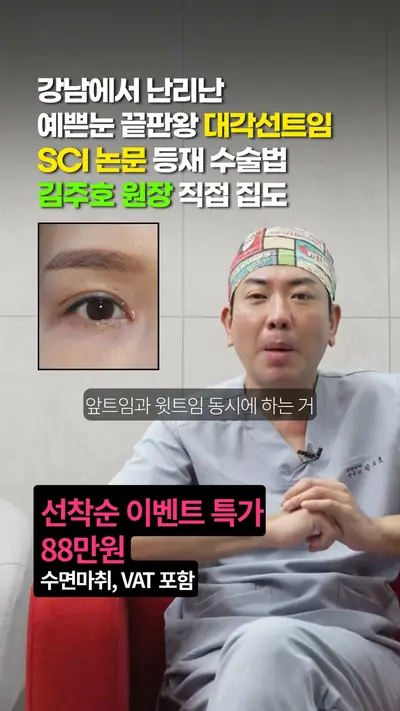 강남에서 난리난
예쁜눈 끝판왕 대각선트임
SCI 논문 등재 수술법
김주호 원장 직접 집도
앞트임과 윗트임 동시에 하는 거
선착순 이벤트 특가
88만원
수면마취, VAT 포함